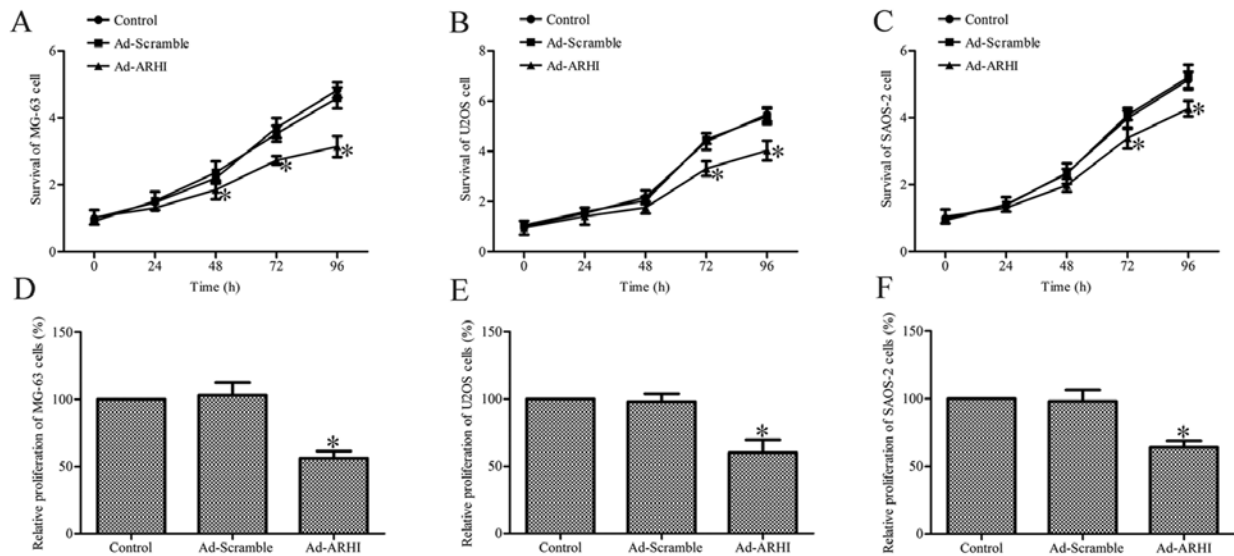 A
Control
Ad-Scramble
Ad-ARHI
Survival of MG-63 cell
6
4
2
0
*
*
*
0 24 48 72 96
Time (h)
B
Control
Ad-Scramble
Ad-ARHI
Survival of U2OS cell
8
6
4
2
0
*
*
0 24 48 72 96
Time (h)
C
Control
Ad-Scramble
Ad-ARHI
Survival of SAOS-2 cell
6
4
2
0
*
*
0 24 48 72 96
Time (h)
D
Relative proliferation of MG-63 cells (%)
150
100
50
0
*
Control Ad-Scramble Ad-ARHI
E
Relative proliferation of U2OS cells (%)
150
100
50
0
*
Control Ad-Scramble Ad-ARHI
F
Relative proliferation of SAOS-2 cells (%)
150
100
50
0
*
Control Ad-Scramble Ad-ARHI